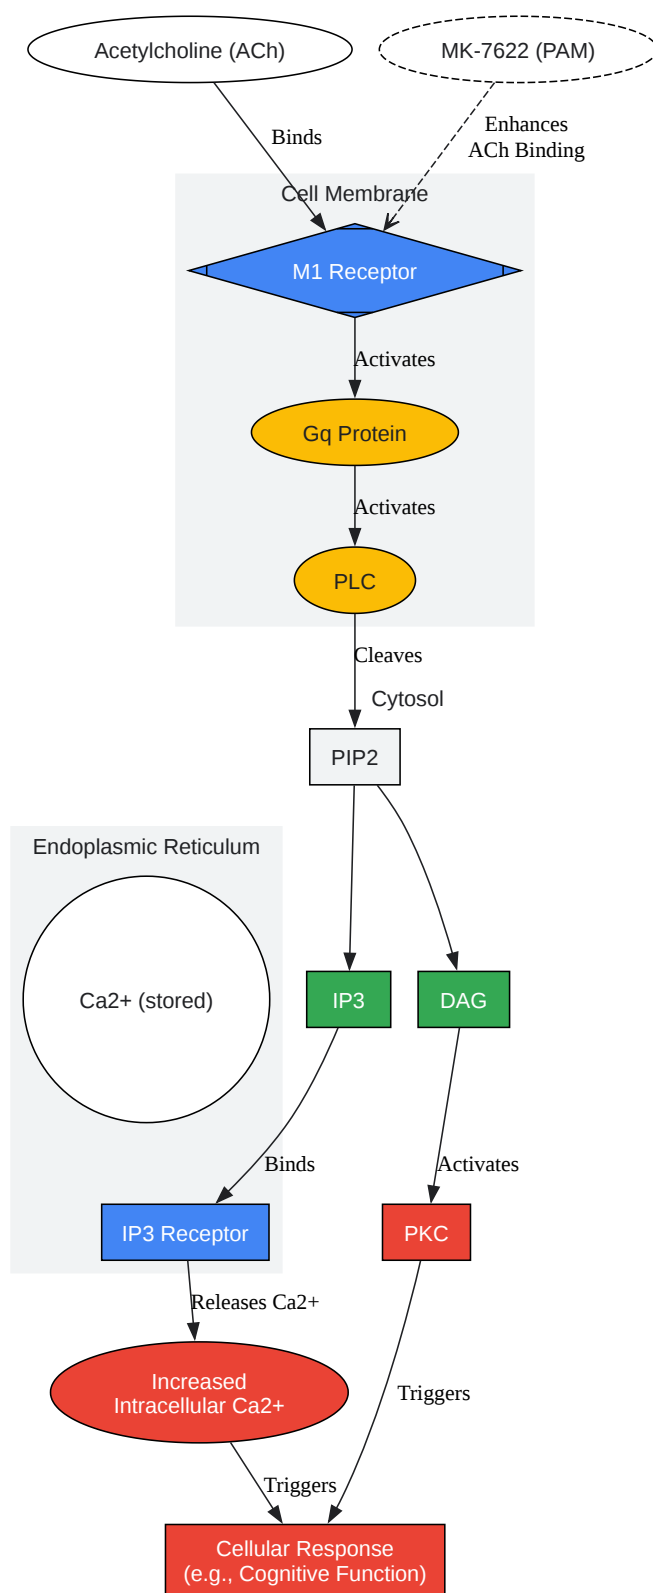 Acetylcholine (ACh)
MK-7622 (PAM)
Binds
Enhances
ACh Binding
Cell Membrane
M1 Receptor
Activates
Gq Protein
Activates
PLC
Cleaves
Cytosol
PIP2
Endoplasmic Reticulum
Ca2+ (stored)
IP3
DAG
Binds
Activates
IP3 Receptor
PKC
Releases Ca2+
Increased
Intracellular Ca2+
Triggers
Triggers
Cellular Response
(e.g., Cognitive Function)